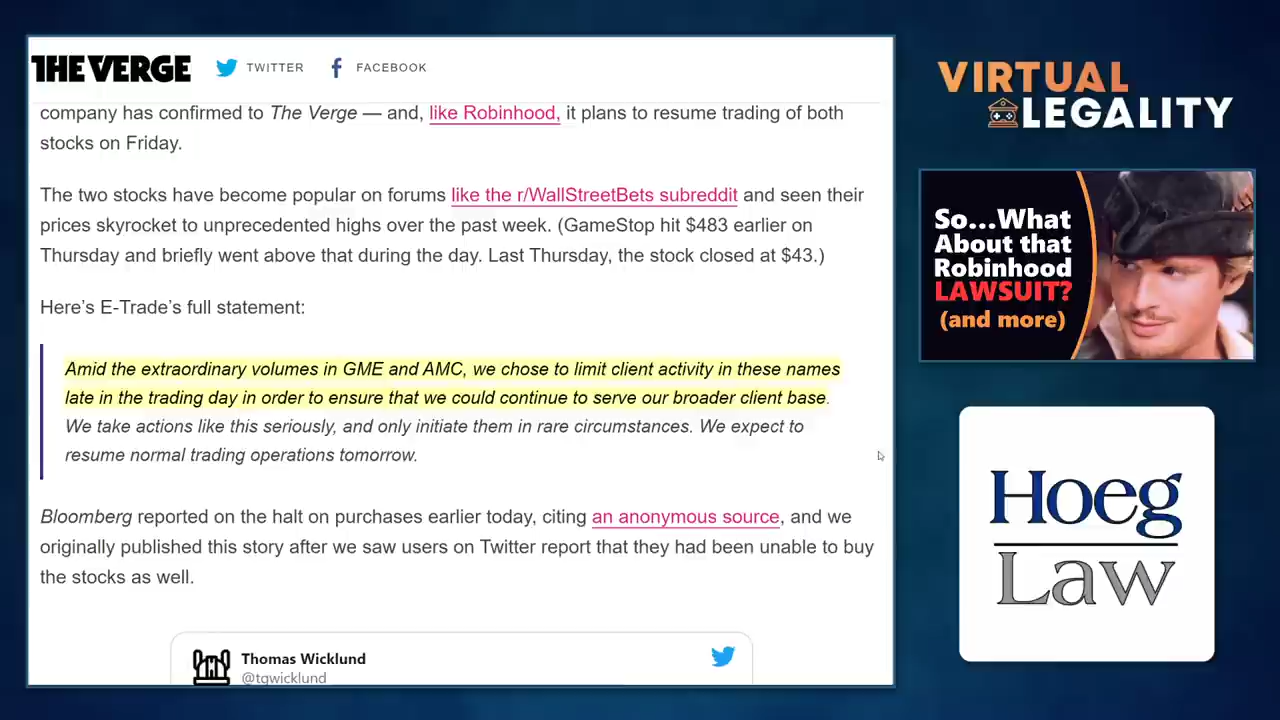 THE VERGE
TWITTER
FACEBOOK
company has confirmed to The Verge — and, like Robinhood, it plans to resume trading of both
stocks on Friday.
The two stocks have become popular on forums like the r/WallStreetBets subreddit and seen their
prices skyrocket to unprecedented highs over the past week. (GameStop hit $483 earlier on
Thursday and briefly went above that during the day. Last Thursday, the stock closed at $43.)
Here’s E-Trade’s full statement:
Amid the extraordinary volumes in GME and AMC, we chose to limit client activity in these names
late in the trading day in order to ensure that we could continue to serve our broader client base.
We take actions like this seriously, and only initiate them in rare circumstances. We expect to
resume normal trading operations tomorrow.
Bloomberg reported on the halt on purchases earlier today, citing an anonymous source, and we
originally published this story after we saw users on Twitter report that they had been unable to buy
the stocks as well.
Thomas Wicklund
@tgwicklund
VIRTUAL
LEGALITY
So...What
About that
Robinhood
LAWSUIT?
(and more)
Hoeg
Law